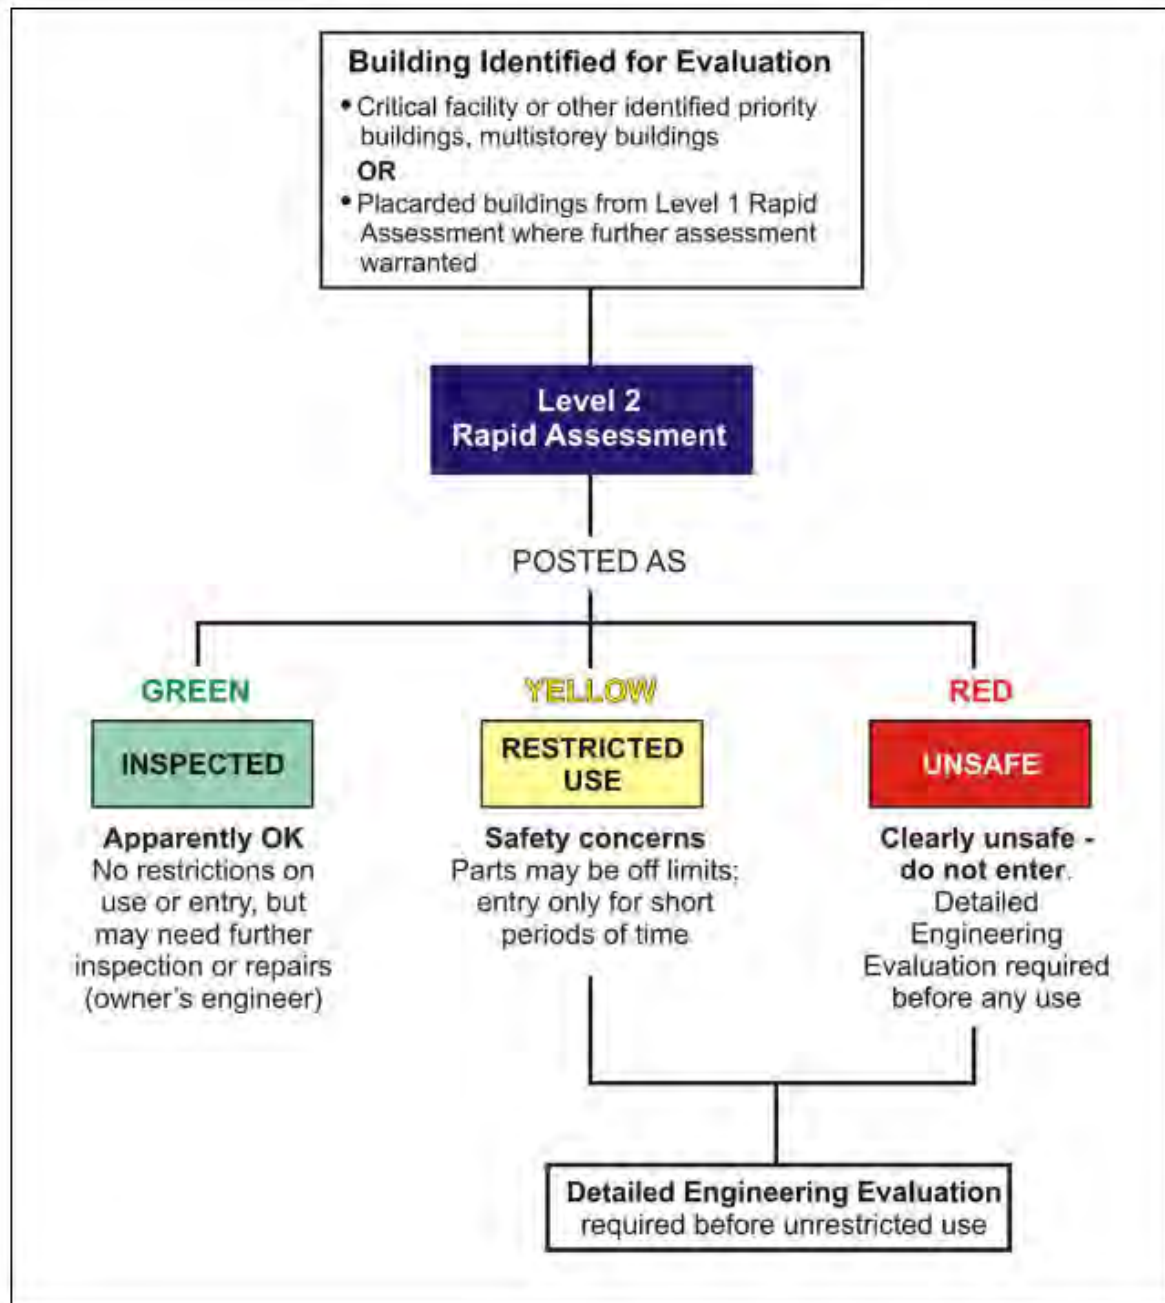 Building Identified for Evaluation
• Critical facility or other identified priority
buildings, multistorey buildings
OR
• Placarded buildings from Level 1 Rapid
Assessment where further assessment
warranted
Level 2
Rapid Assessment
POSTED AS
GREEN
INSPECTED
Apparently OK
No restrictions on
use or entry, but
may need further
inspection or repairs
(owner's engineer)
YELLOW
RESTRICTED
USE
Safety concerns
Parts may be off limits;
entry only for short
periods of time
RED
UNSAFE
Clearly unsafe -
do not enter.
Detailed
Engineering
Evaluation required
before any use
Detailed Engineering Evaluation
required before unrestricted use